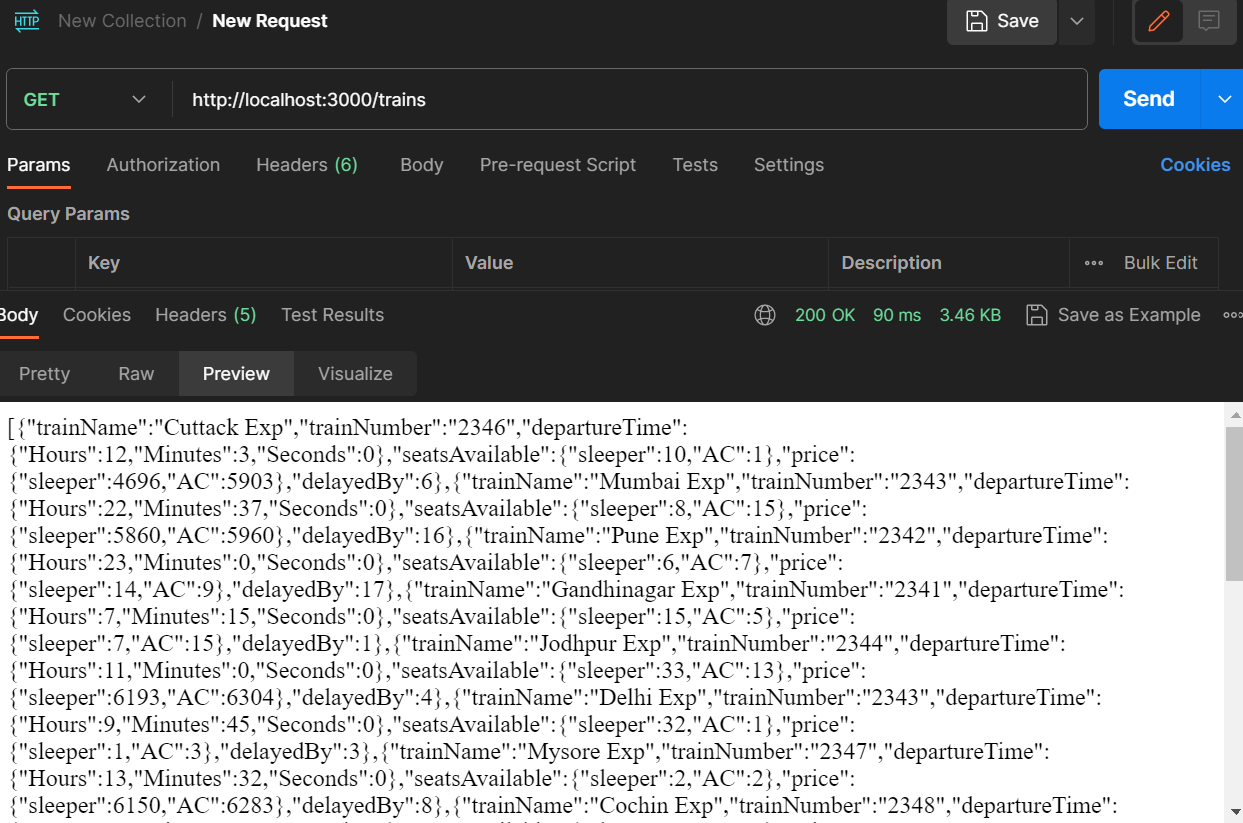 HTTP New Collection / New Request Save
GET http://localhost:3000/trains Send
Params Authorization Headers (6) Body Pre-request Script Tests Settings Cookies
Query Params
Key Value Description Bulk Edit
Body Cookies Headers (5) Test Results 200 OK 90 ms 3.46 KB Save as Example
Pretty Raw Preview Visualize
[{"trainName":"Cuttack Exp","trainNumber":"2346","departureTime":
{"Hours":12,"Minutes":3,"Seconds":0},"seatsAvailable":{"sleeper":10,"AC":1},"price":
{"sleeper":4696,"AC":5903},"delayedBy":6},{"trainName":"Mumbai Exp","trainNumber":"2343","departureTime":
{"Hours":22,"Minutes":37,"Seconds":0},"seatsAvailable":{"sleeper":8,"AC":15},"price":
{"sleeper":5860,"AC":5960},"delayedBy":16},{"trainName":"Pune Exp","trainNumber":"2342","departureTime":
{"Hours":23,"Minutes":0,"Seconds":0},"seatsAvailable":{"sleeper":6,"AC":7},"price":
{"sleeper":14,"AC":9},"delayedBy":17},{"trainName":"Gandhinagar Exp","trainNumber":"2341","departureTime":
{"Hours":7,"Minutes":15,"Seconds":0},"seatsAvailable":{"sleeper":15,"AC":5},"price":
{"sleeper":7,"AC":15},"delayedBy":1},{"trainName":"Jodhpur Exp","trainNumber":"2344","departureTime":
{"Hours":11,"Minutes":0,"Seconds":0},"seatsAvailable":{"sleeper":33,"AC":13},"price":
{"sleeper":6193,"AC":6304},"delayedBy":4},{"trainName":"Delhi Exp","trainNumber":"2343","departureTime":
{"Hours":9,"Minutes":45,"Seconds":0},"seatsAvailable":{"sleeper":32,"AC":1},"price":
{"sleeper":1,"AC":3},"delayedBy":3},{"trainName":"Mysore Exp","trainNumber":"2347","departureTime":
{"Hours":13,"Minutes":32,"Seconds":0},"seatsAvailable":{"sleeper":2,"AC":2},"price":
{"sleeper":6150,"AC":6283},"delayedBy":8},{"trainName":"Cochin Exp","trainNumber":"2348","departureTime":